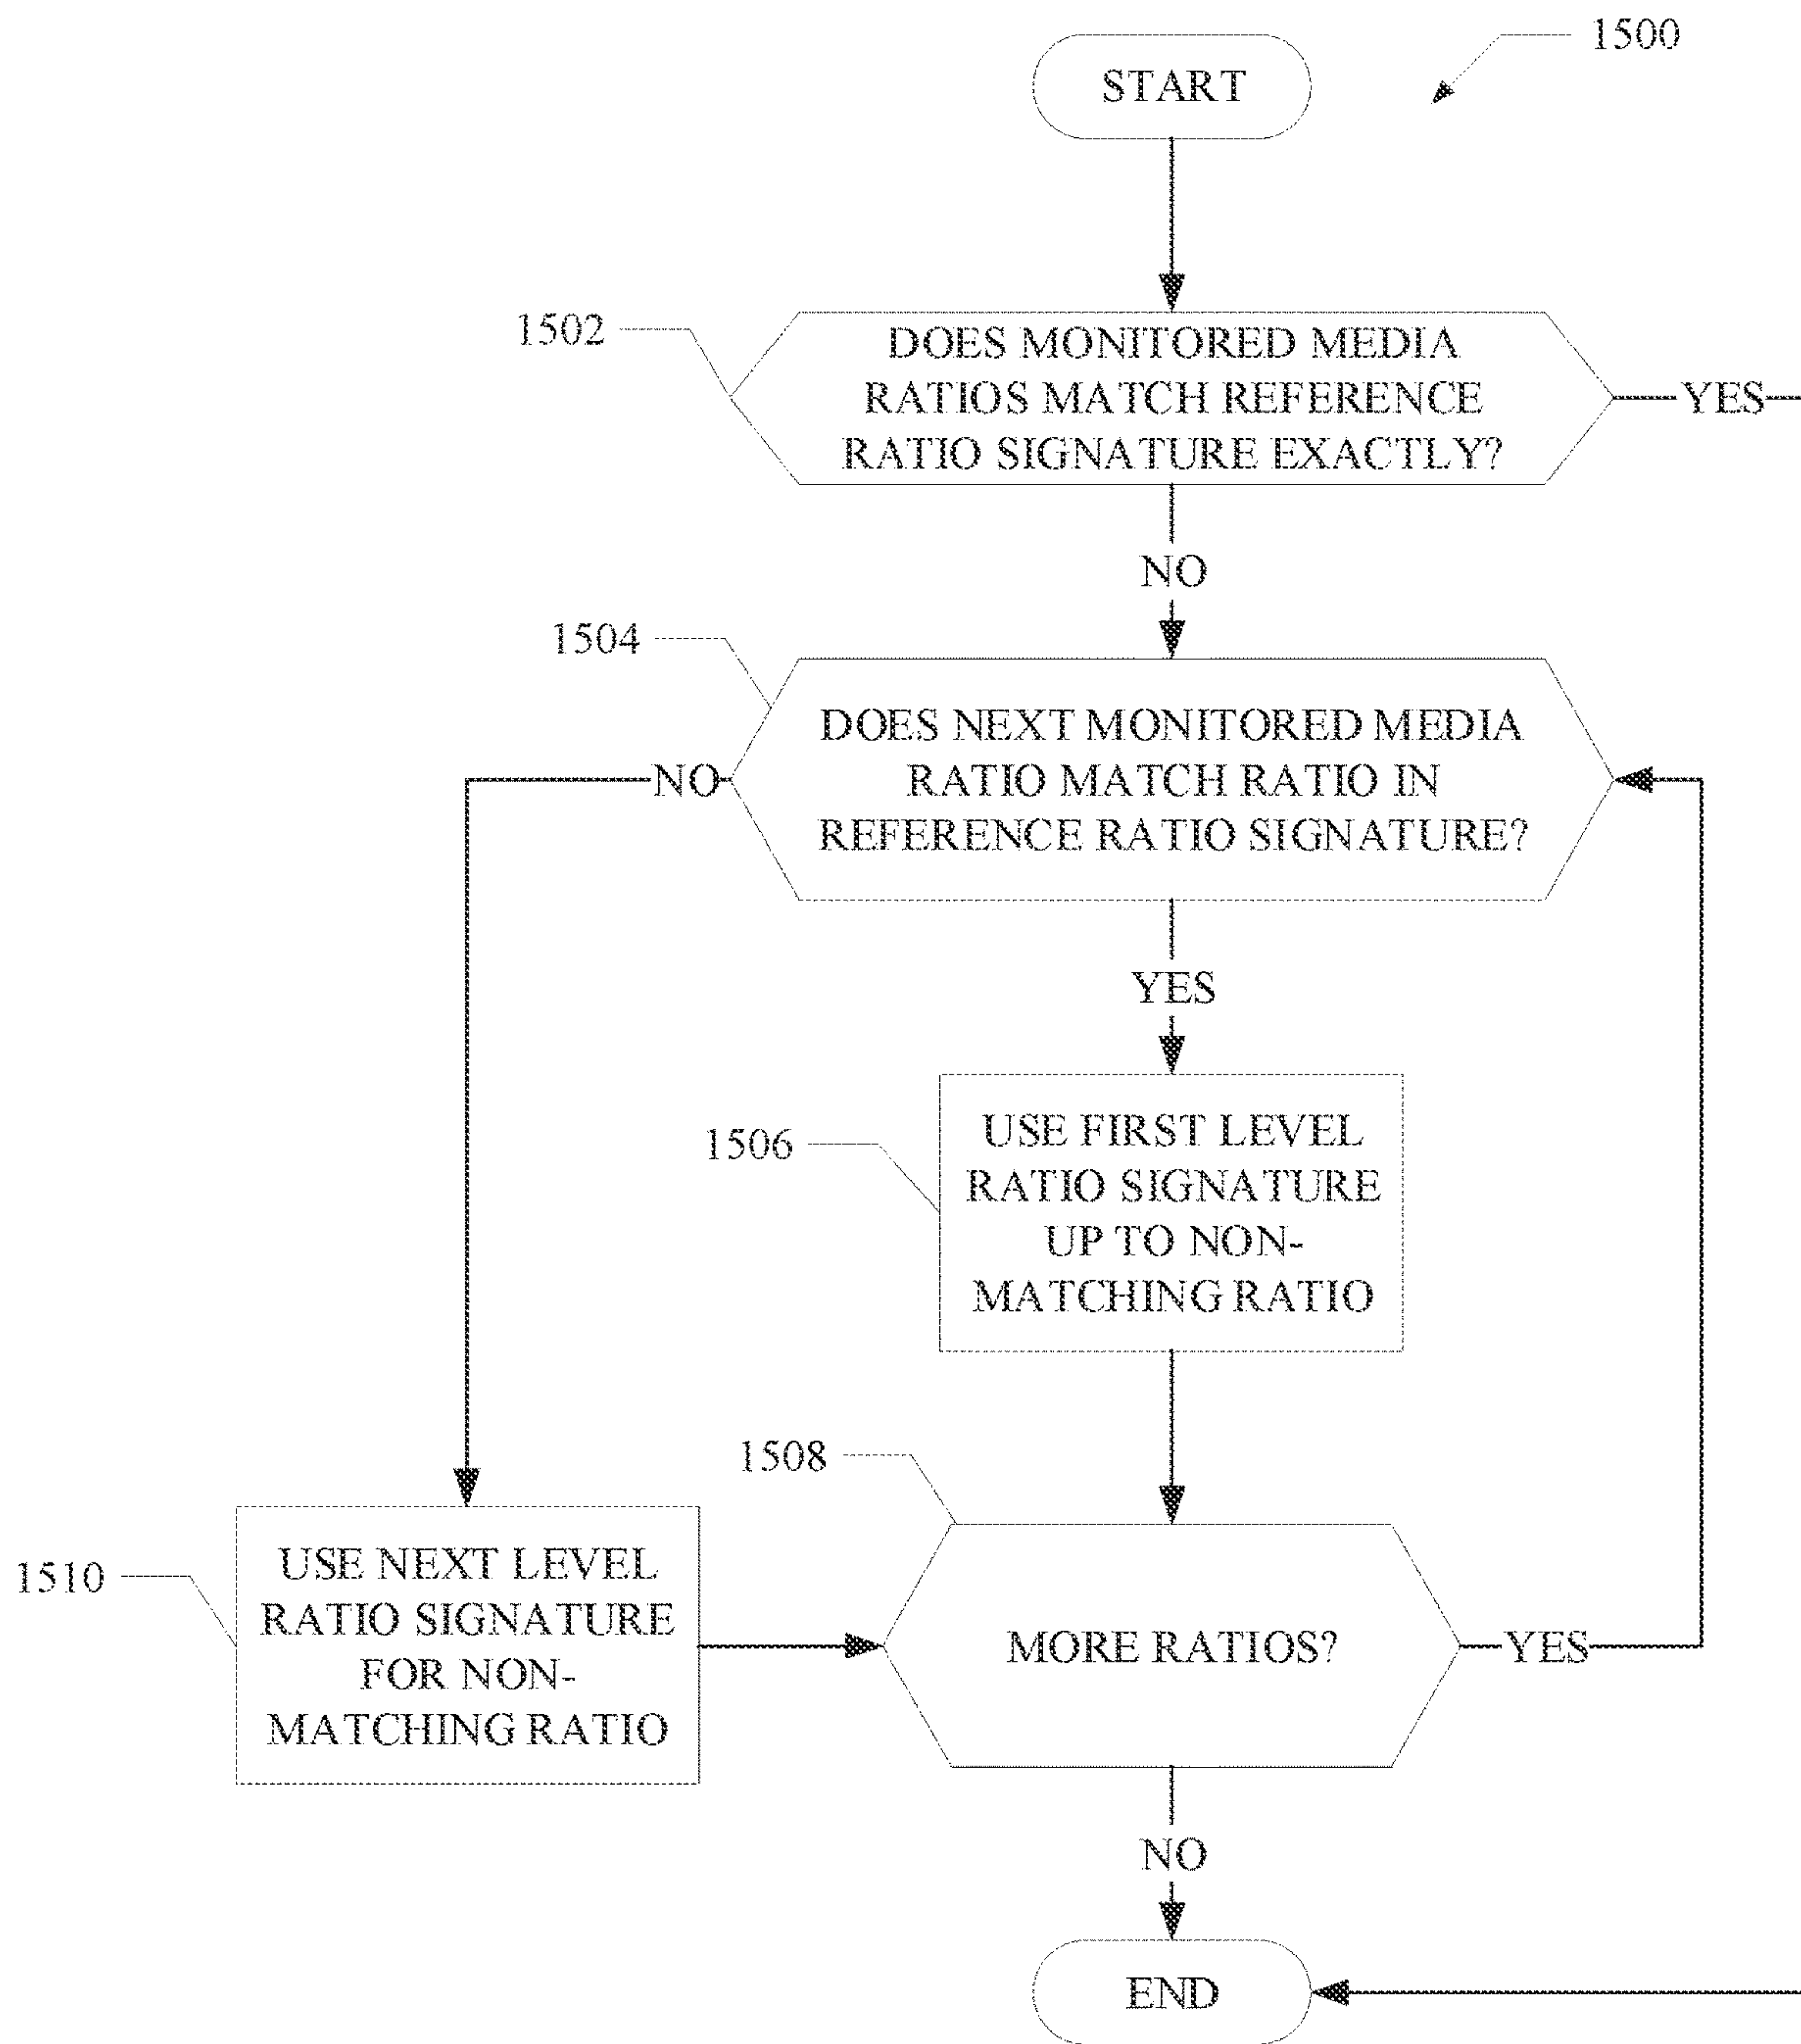 1500
START
1502
DOES MONITORED MEDIA
RATIOS MATCH REFERENCE
RATIO SIGNATURE EXACTLY?
YES
NO
1504
DOES NEXT MONITORED MEDIA
RATIO MATCH RATIO IN
REFERENCE RATIO SIGNATURE?
NO
YES
1506
USE FIRST LEVEL
RATIO SIGNATURE
UP TO NON-
MATCHING RATIO
1508
MORE RATIOS?
YES
1510
USE NEXT LEVEL
RATIO SIGNATURE
FOR NON-
MATCHING RATIO
NO
END